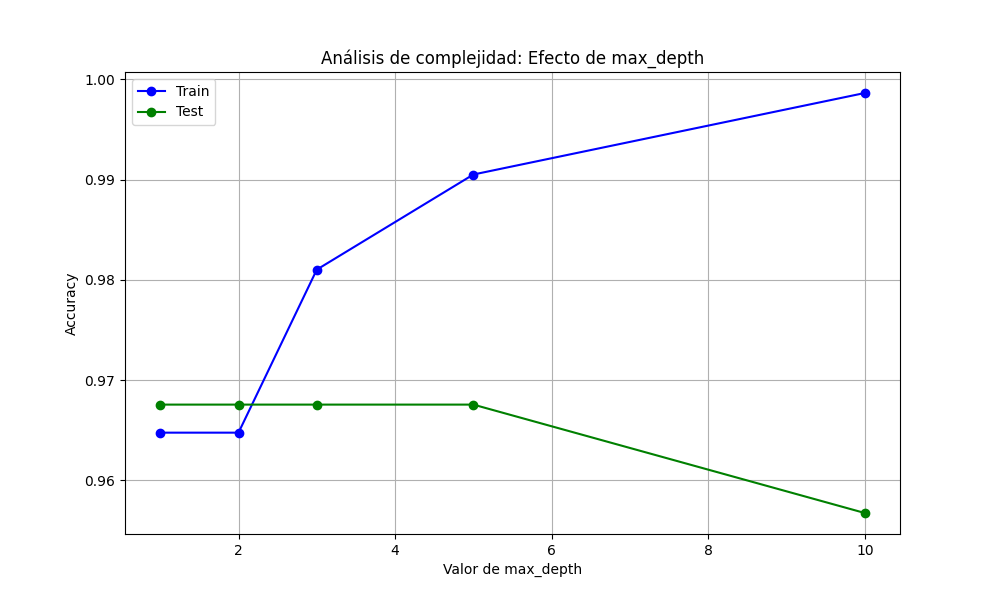 Análisis de complejidad: Efecto de max_depth
Train
Test
Accuracy
1.00
0.99
0.98
0.97
0.96
2 4 6 8 10
Valor de max_depth